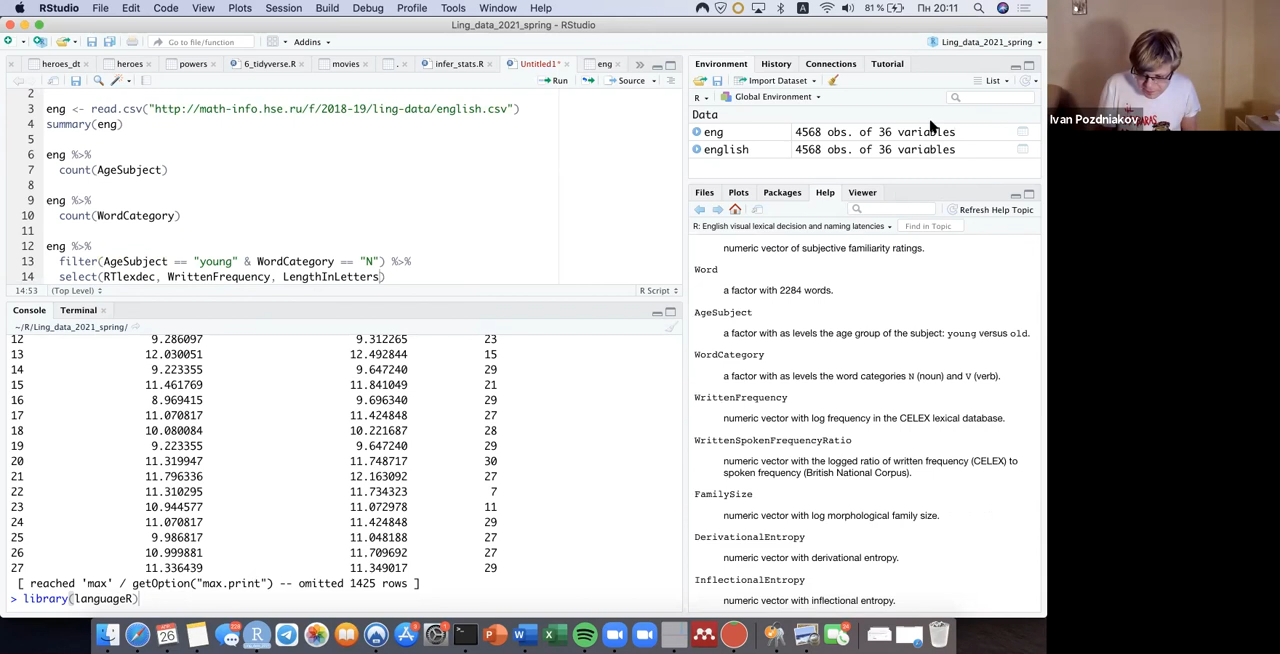 RStudio File Edit Code View Plots Session Build Debug Profile Tools Window Help 81 % Пн 20:11
Ling_data_2021_spring - RStudio
Go to file/function Addins Ling_data_2021_spring
heroes_dt heroes powers 6_tidyverse.R movies . infer_stats.R Untitled1* eng
Run Source
2
3 eng <- read.csv("http://math-info.hse.ru/f/2018-19/ling-data/english.csv")
4 summary(eng)
5
6 eng %>%
7 count(AgeSubject)
8
9 eng %>%
10 count(WordCategory)
11
12 eng %>%
13 filter(AgeSubject == "young" & WordCategory == "N") %>%
14 select(RTlexdec, WrittenFrequency, LengthInLetters)
14:53 (Top Level) R Script
Console Terminal
~/R/Ling_data_2021_spring/
12 9.286097 9.312265 23
13 12.030051 12.492844 15
14 9.223355 9.647240 29
15 11.461769 11.841049 21
16 8.969415 9.696340 29
17 11.070817 11.424848 27
18 10.080084 10.221687 28
19 9.223355 9.647240 29
20 11.319947 11.748717 30
21 11.796336 12.163092 27
22 11.310295 11.734323 7
23 10.944577 11.072978 11
24 11.070817 11.424848 29
25 9.986817 11.048188 27
26 10.999881 11.709692 27
27 11.336439 11.349017 29
[ reached 'max' / getOption("max.print") -- omitted 1425 rows ]
> library(languageR)
Environment History Connections Tutorial
Import Dataset List
R Global Environment
Data
eng 4568 obs. of 36 variables
english 4568 obs. of 36 variables
Files Plots Packages Help Viewer
Refresh Help Topic
R: English visual lexical decision and naming latencies Find in Topic
numeric vector of subjective familiarity ratings.
Word
a factor with 2284 words.
AgeSubject
a factor with as levels the age group of the subject: young versus old.
WordCategory
a factor with as levels the word categories N (noun) and V (verb).
WrittenFrequency
numeric vector with log frequency in the CELEX lexical database.
WrittenSpokenFrequencyRatio
numeric vector with the logged ratio of written frequency (CELEX) to
spoken frequency (British National Corpus).
FamilySize
numeric vector with log morphological family size.
DerivationalEntropy
numeric vector with derivational entropy.
InflectionalEntropy
numeric vector with inflectional entropy.
Ivan Pozdniakov